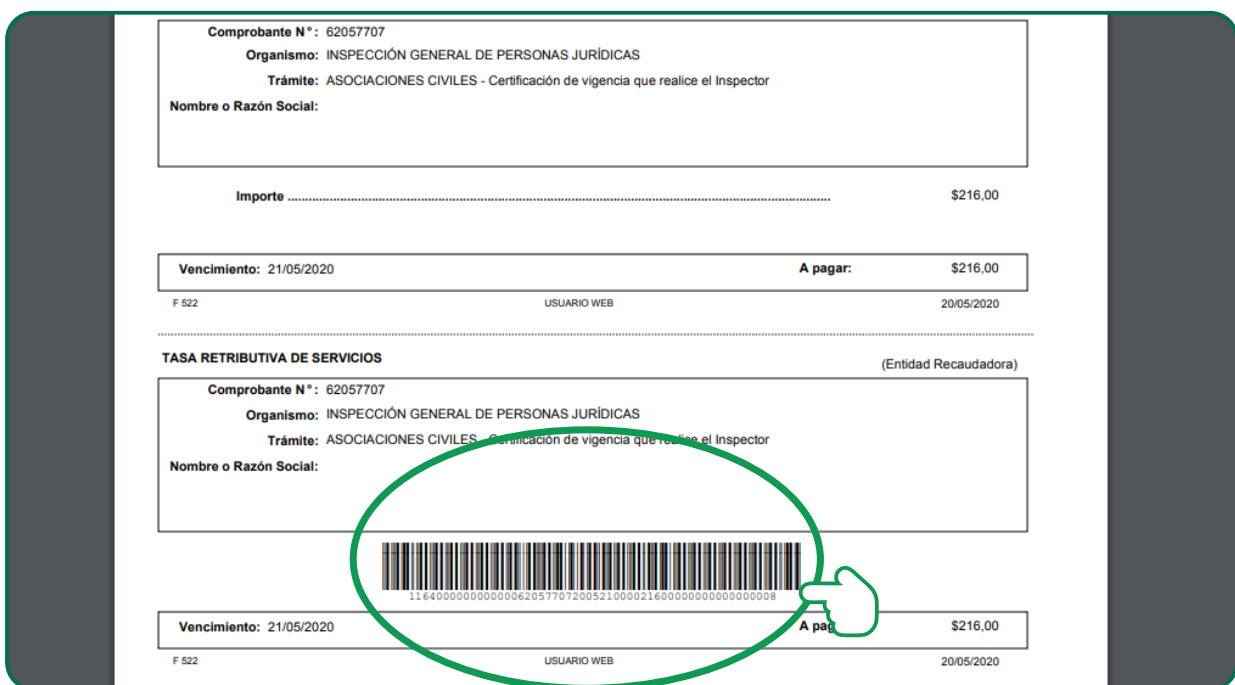 Comprobante N°: 62057707
Organismo: INSPECCIÓN GENERAL DE PERSONAS JURÍDICAS
Trámite: ASOCIACIONES CIVILES - Certificación de vigencia que realice el Inspector
Nombre o Razón Social:
Importe $216,00
Vencimiento: 21/05/2020 A pagar: $216,00
F 522 USUARIO WEB 20/05/2020
TASA RETRIBUTIVA DE SERVICIOS (Entidad Recaudadora)
Comprobante N°: 62057707
Organismo: INSPECCIÓN GENERAL DE PERSONAS JURÍDICAS
Trámite: ASOCIACIONES CIVILES - Certificación de vigencia que realice el Inspector
Nombre o Razón Social:
Vencimiento: 21/05/2020 A pag $216,00
F 522 USUARIO WEB 20/05/2020